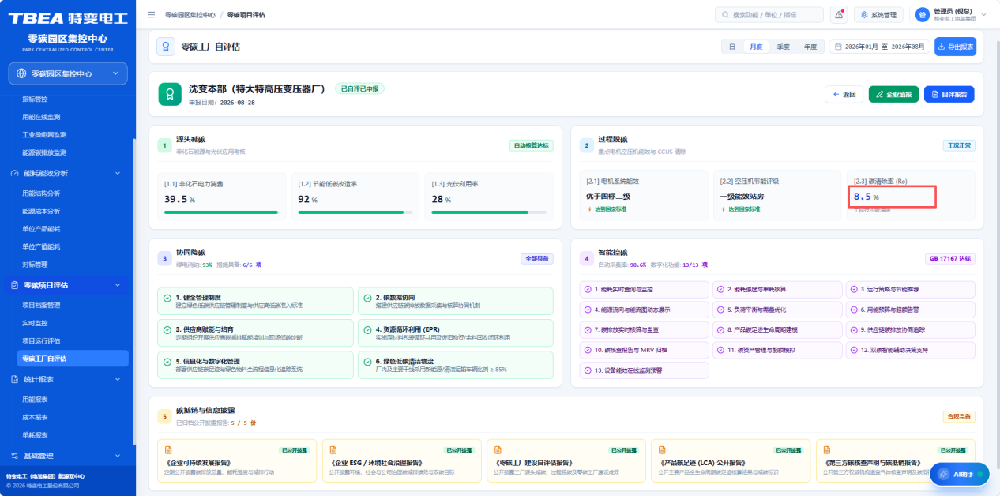 TBEA 特变电工
零碳园区集控中心
PARK CENTRALIZED CONTROL CENTER
零碳园区集控中心
指标管控
用能在线监测
工业微电网监测
能源碳排放监测
能耗能效分析
用能结构分析
能源成本分析
单位产品能耗
单位产值能耗
对标管理
零碳项目评估
项目档案管理
实时监控
项目运行评估
零碳工厂自评估
统计报表
用能报表
成本报表
单耗报表
基础管理
特变电工(电装集团)能源双中心
© 2026 特变电工股份有限公司
零碳园区集控中心 / 零碳项目评估
搜索功能 / 单位 / 指标
系统管理
管
管理员 (倪总)
特变电工电装集团
零碳工厂自评估
日 月度 季度 年度
2026年01月 至 2026年08月
导出报表
沈变本部(特大特高压变压器厂) 已自评已申报
申报日期: 2026-08-28
返回 企业填报 自评报告
1 源头减碳
非化石能源与光伏应用考核
自动核算达标
[1.1] 非化石电力消费
39.5 %
[1.2] 节能低碳改造率
92 %
[1.3] 光伏利用率
28 %
2 过程脱碳
重点电机空压机能效与 CCUS 清除
工况正常
[2.1] 电机系统能效
优于国标二级
达到国家标准
[2.2] 空压机节能评级
一级能效站房
达到国家标准
[2.3] 碳清除率 (Re)
8.5 %
工程技术碳清除
3 协同降碳
绿电消纳: 93% · 措施具备: 6/6 项
全部具备
1. 健全管理制度
建立绿色低碳供应链管理制度与供应商低碳准入标准
2. 碳数据协同
搭建供应链碳排放数据采集与核算协同机制
3. 供应商赋能与培育
定期组织开展供应商碳减排赋能培训与现场低碳诊断
4. 资源循环利用 (EPR)
实施原材料包装循环共用及废旧物资/余料回收闭环利用
5. 信息化与数字化管理
部署供应链碳足迹与绿色物料全流程信息化追踪系统
6. 绿色低碳清洁物流
厂内及主要干线采用新能源/清洁运输车辆比例 ≥ 85%
4 智能控碳
自动采集率: 98.6% · 数字化功能: 13/13 项
GB 17167 达标
1. 能耗实时查询与监控
2. 能耗强度与单耗核算
3. 运行策略与节能推荐
4. 能源流向与能流图动态展示
5. 负荷平衡与需量优化
6. 用能预警与超额告警
7. 碳排放实时核算与盘查
8. 产品碳足迹生命周期建模
9. 供应链碳排放协同追踪
10. 碳核查报告与 MRV 归档
11. 碳资产管理与配额模拟
12. 双碳智能辅助决策支持
13. 设备能效在线监测预警
5 碳抵销与信息披露
已归档公开披露报告: 5 / 5 份
合规完备
已公开披露
《企业可持续发展报告》
定期公开披露碳排放总量、能耗强度与减排行动
已公开披露
《企业 ESG / 环境社会治理报告》
公开披露环境、社会与公司治理碳减排绩效与双碳目标
已公开披露
《零碳工厂建设自评估报告》
公开披露工厂源头减碳、过程脱碳及零碳工厂建设成效
已公开披露
《产品碳足迹 (LCA) 公开报告》
公开主要产品全生命周期碳足迹核算结果与减碳标识
已公开披露
《第三方碳核查声明与碳抵销报告》
公开第三方权威机构温室气体核查声明及碳抵
AI助手